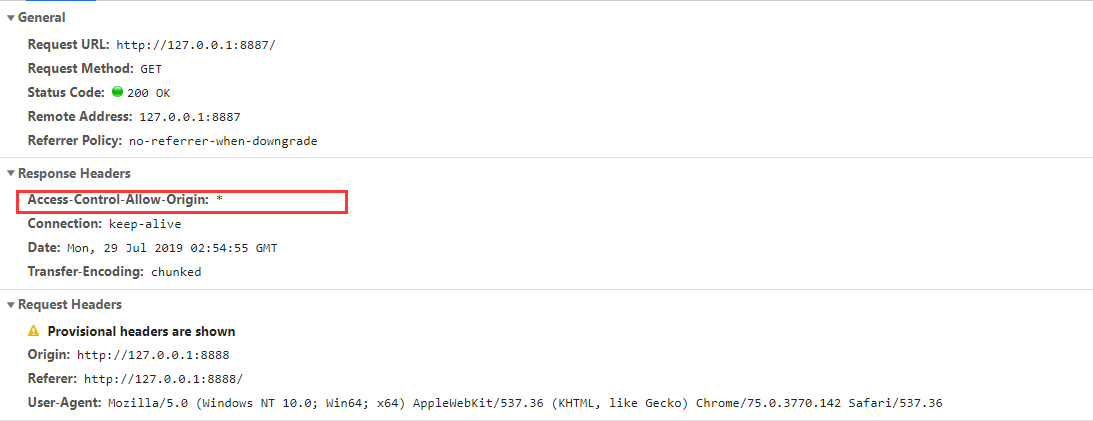 General
Request URL: http://127.0.0.1:8887/
Request Method: GET
Status Code: 200 OK
Remote Address: 127.0.0.1:8887
Referrer Policy: no-referrer-when-downgrade
Response Headers
Access-Control-Allow-Origin: *
Connection: keep-alive
Date: Mon, 29 Jul 2019 02:54:55 GMT
Transfer-Encoding: chunked
Request Headers
Provisional headers are shown
Origin: http://127.0.0.1:8888
Referer: http://127.0.0.1:8888/
User-Agent: Mozilla/5.0 (Windows NT 10.0; Win64; x64) AppleWebKit/537.36 (KHTML, like Gecko) Chrome/75.0.3770.142 Safari/537.36